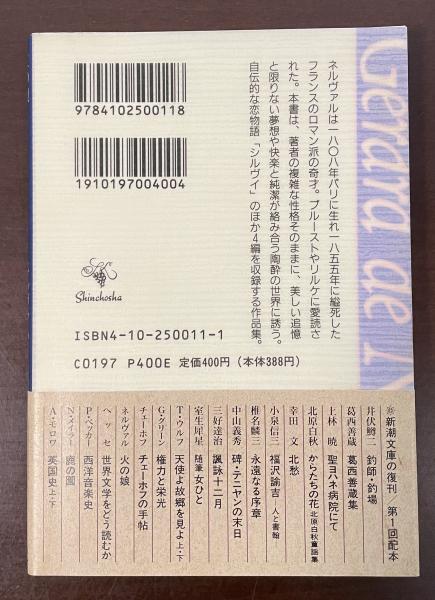 ネルヴァルは一八〇八年パリに生れ一八五五年に縊死した
フランスのロマン派の奇才。プルーストやリルケに愛読さ
れた。本書は、著者の複雑な性格そのままに、美しい追憶
と限りない夢想や快楽と純潔が絡み合う陶酔の世界に誘う。
自伝的な恋物語「シルヴイ」のほか4編を収録する作品集。
Gérard de N
9784102500118
1910197004004
Shinchosha
ISBN4-10-250011-1
C0197 P400E 定価400円(本体388円)
新潮文庫の復刊 第1回配本
井伏鱒二 釣師・釣場
葛西善蔵 葛西善蔵集
上林 暁 聖ヨハネ病院にて
北原白秋 からたちの花 北原白秋童謡集
幸田 文 北愁
小泉信三 福沢諭吉 人と書翰
椎名麟三 永遠なる序章
中山義秀 碑・テニヤンの末日
三好達治 諷詠十二月
室生犀星 随筆 女ひと
T・ウルフ 天使よ故郷を見よ 上・下
G・グリーン 権力と栄光
チェーホフ チェーホフの手帖
ネルヴァル 火の娘
ヘッセ 世界文学をどう読むか
P・ベッカー 西洋音楽史
N・メイラー 鹿の園
A・モロワ 英国史 上・下